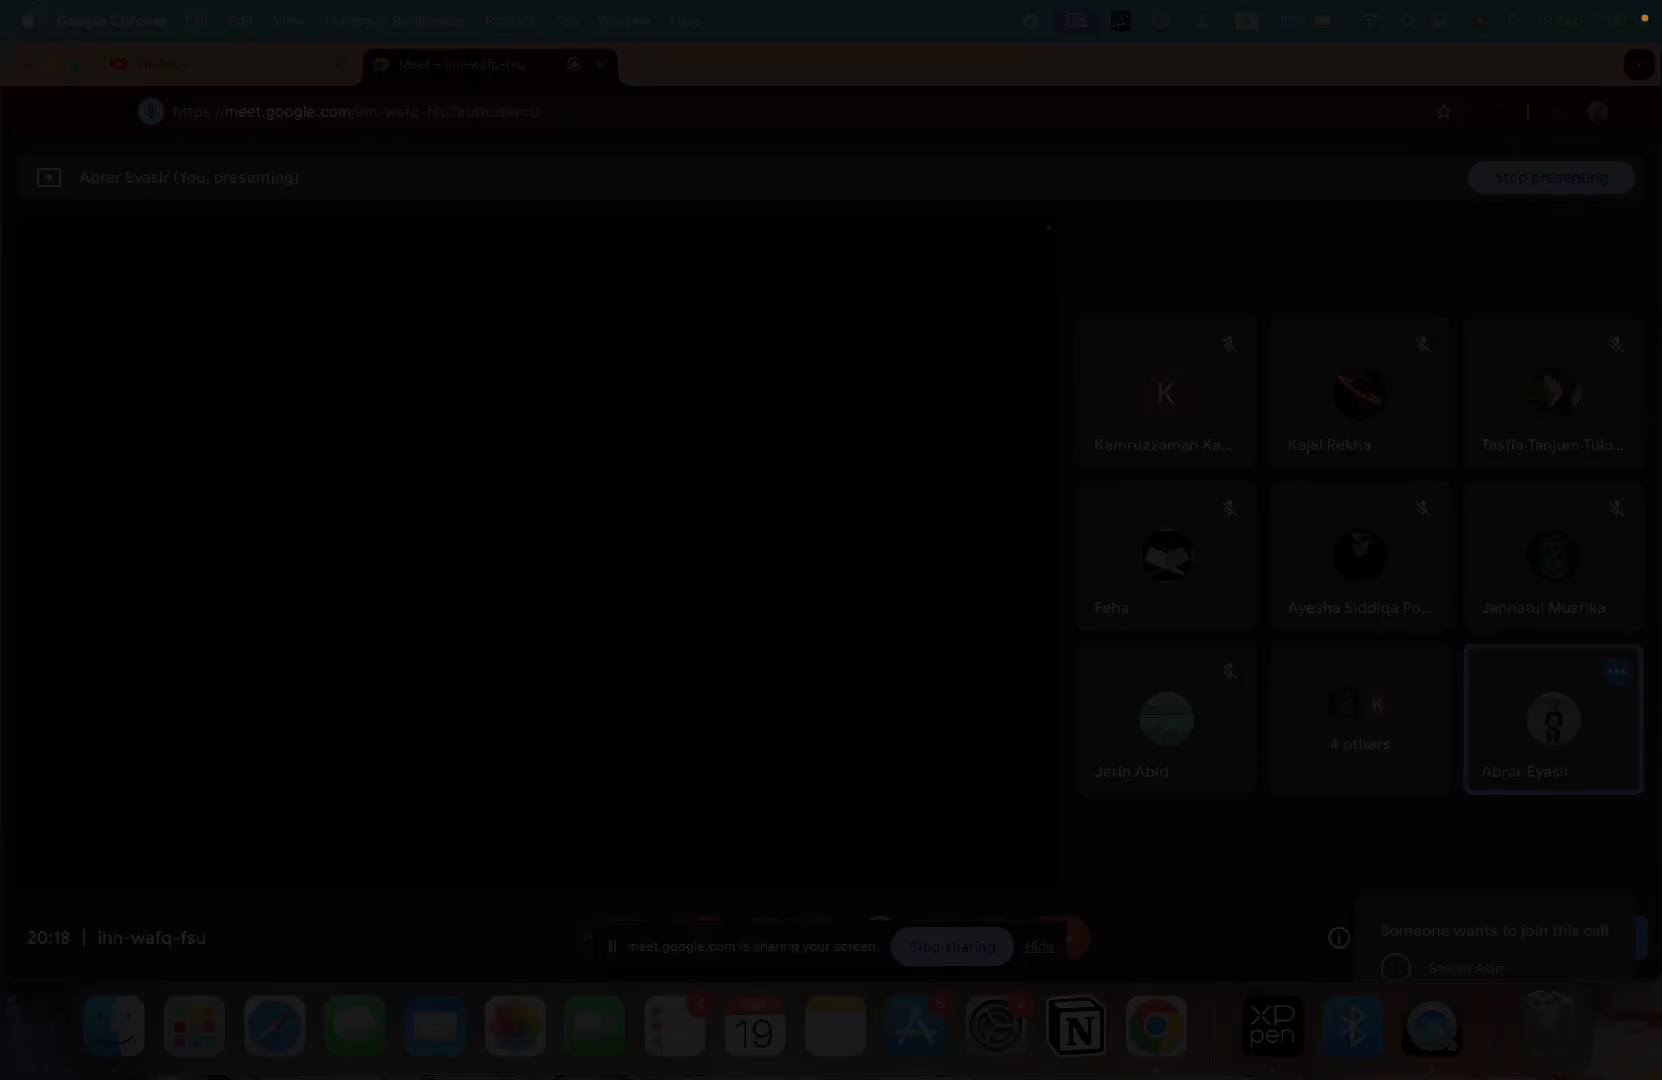 Google Chrome File Edit View History Bookmarks Profiles Tab Window Help
YouTube
Meet – ihn-wafq-fsu
https://meet.google.com/ihn-wafq-fsu?authuser=0
Abrar Eyasir (You, presenting)
Stop presenting
K
Kamruzzaman Ka...
Kajal Rekha
Tasfia Tanjum Tulo...
Feha
Ayesha Siddiqa Po...
Jannatul Musfika
Jerin Abid
K
4 others
Abrar Eyasir
20:18 | ihn-wafq-fsu
meet.google.com is sharing your screen.
Stop sharing
Hide
Someone wants to join this call
4
19
2
N
XP
pen